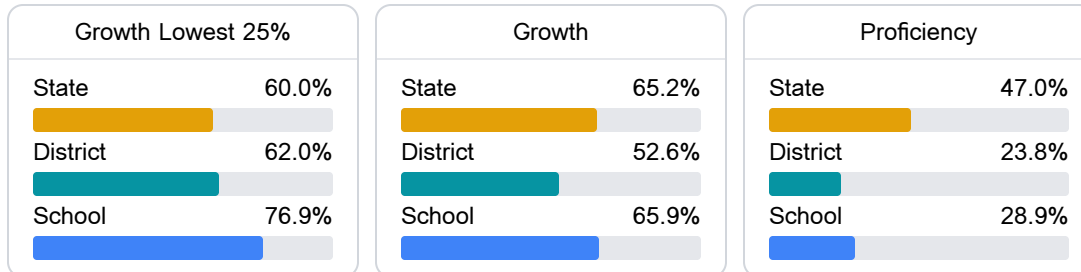 Growth Lowest 25%
State 60.0%
District 62.0%
School 76.9%
Growth
State 65.2%
District 52.6%
School 65.9%
Proficiency
State 47.0%
District 23.8%
School 28.9%